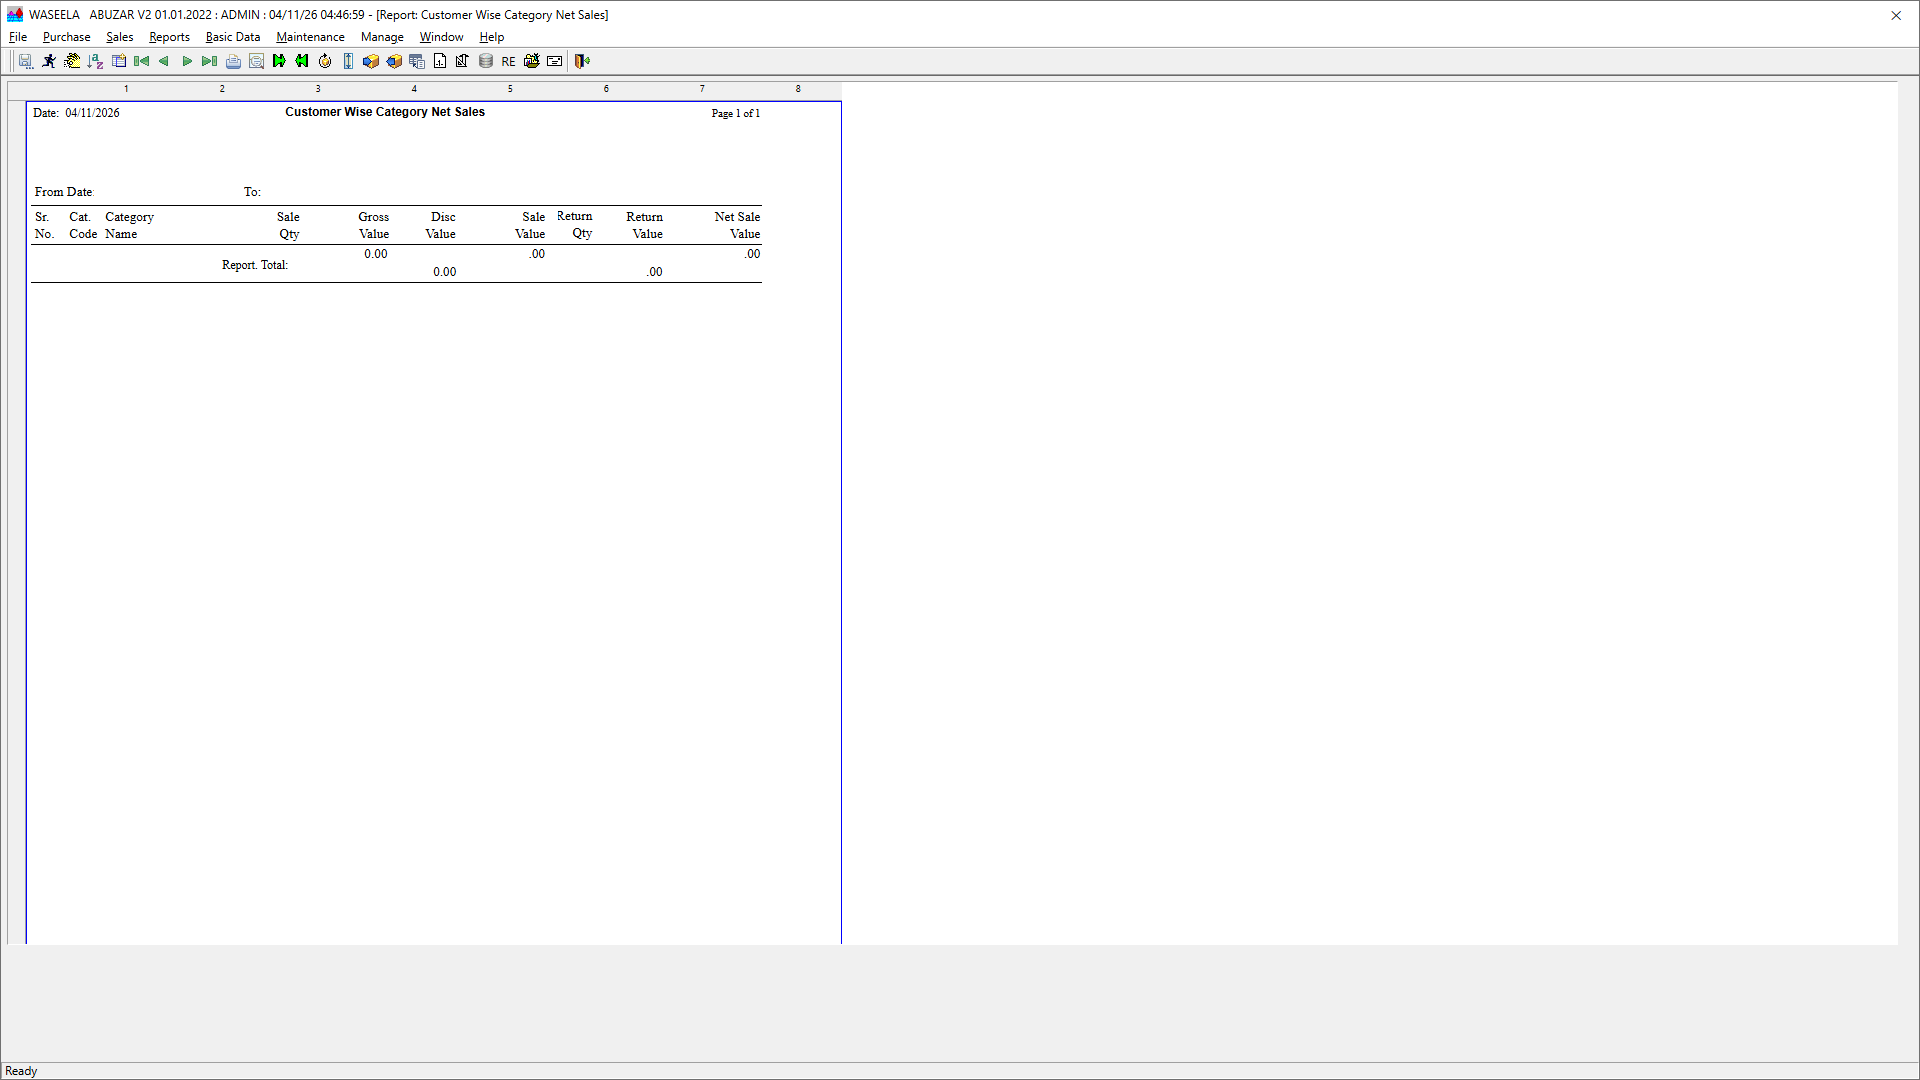 WASEELA   ABUZAR V2 01.01.2022 : ADMIN : 04/11/26 04:46:59 - [Report: Customer Wise Category Net Sales]
File Purchase Sales Reports Basic Data Maintenance Manage Window Help
RE
1 2 3 4 5 6 7 8
Date: 04/11/2026 Customer Wise Category Net Sales Page 1 of 1
From Date To:
Sr. Cat. Category Sale Gross Disc Sale Return Return Net Sale
No. Code Name Qty Value Value Value Qty Value Value
0.00 .00 .00
Report. Total:
0.00 .00
Ready